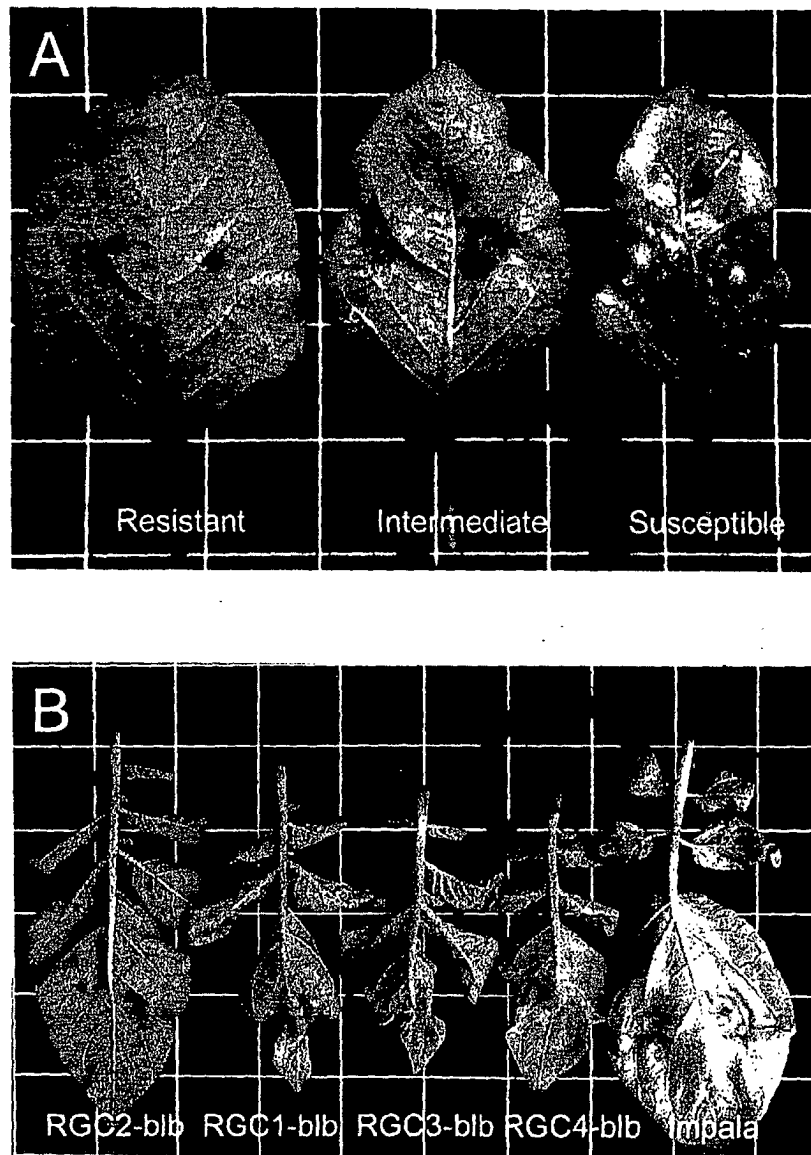 A
Resistant Intermediate Susceptible
B
RGC2-blb RGC1-blb RGC3-blb RGC4-blb Impala